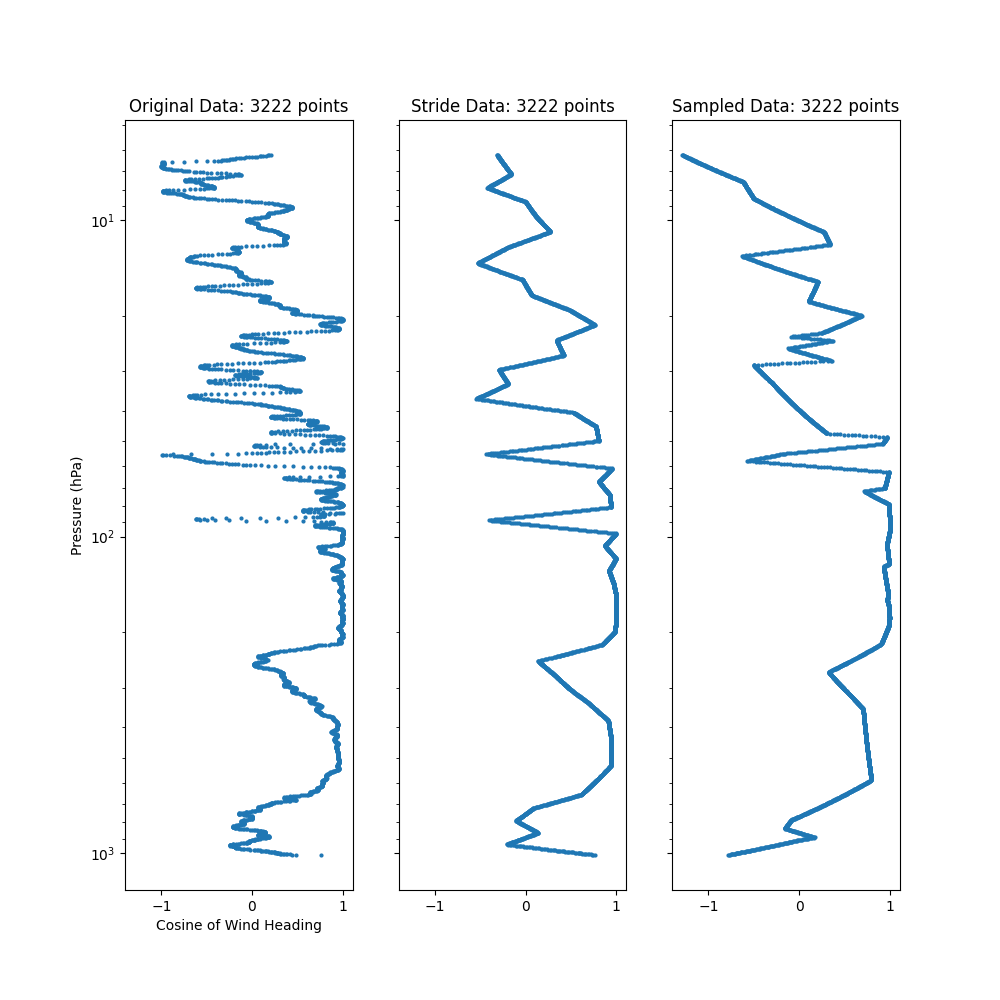 Original Data: 3222 points
Stride Data: 3222 points
Sampled Data: 3222 points
Pressure (hPa)
10¹
10²
10³
−1 0 1
−1 0 1
−1 0 1
Cosine of Wind Heading